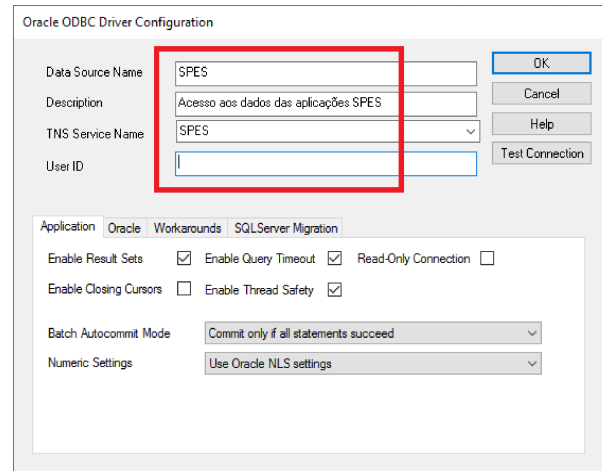 Oracle ODBC Driver Configuration
Data Source Name SPES OK
Description Acesso aos dados das aplicações SPES Cancel
TNS Service Name SPES Help
User ID Test Connection
Application Oracle Workarounds SQLServer Migration
Enable Result Sets Enable Query Timeout Read-Only Connection
Enable Closing Cursors Enable Thread Safety
Batch Autocommit Mode Commit only if all statements succeed
Numeric Settings Use Oracle NLS settings